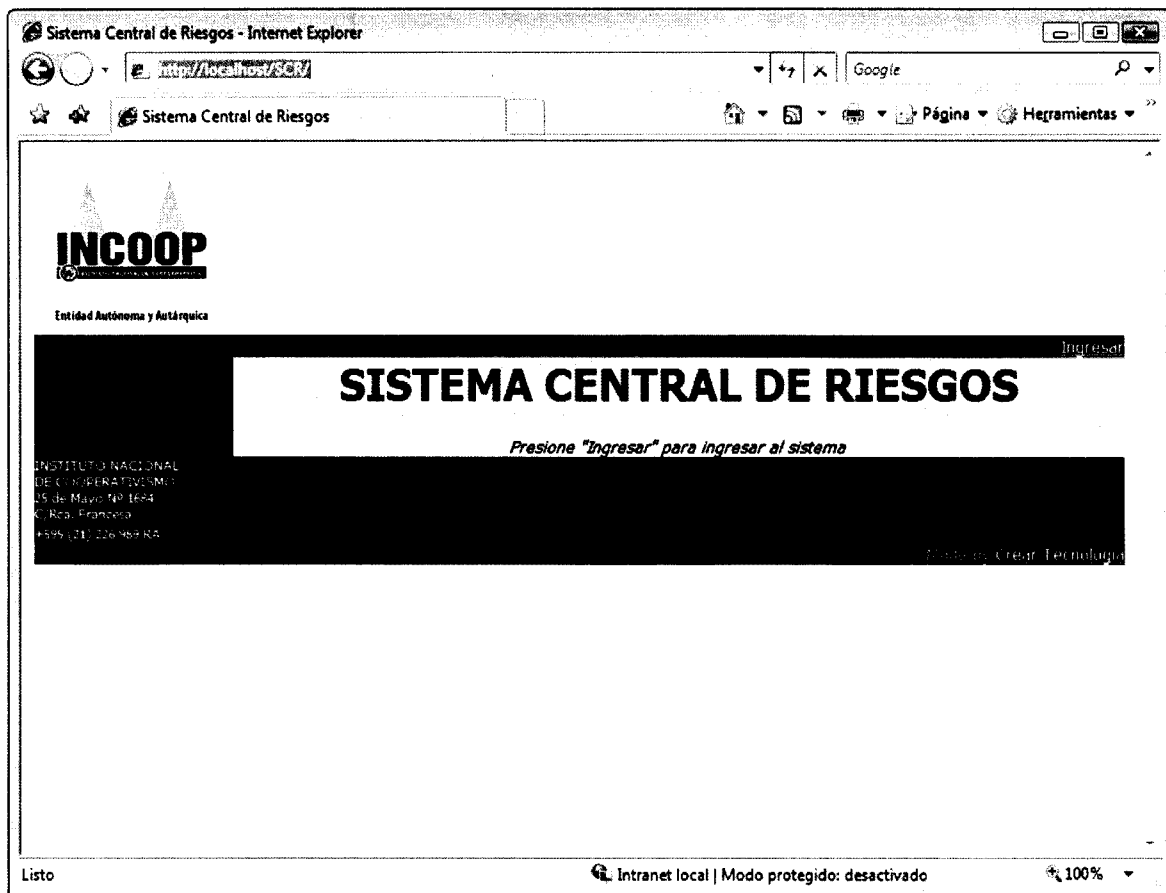 Sistema Central de Riesgos - Internet Explorer
http://localhost/SCR/
Google
Sistema Central de Riesgos
Página
Herramientas
INCOOP
Entidad Autónoma y Autárquica
Ingresar
SISTEMA CENTRAL DE RIESGOS
Presione "Ingresar" para ingresar al sistema
INSTITUTO NACIONAL
DE COOPERATIVISMO
25 de Mayo Nº 1684
C/Rca. Francesa
+595 (21) 226 969 RA
Crear Tecnología
Listo
Intranet local | Modo protegido: desactivado
100%